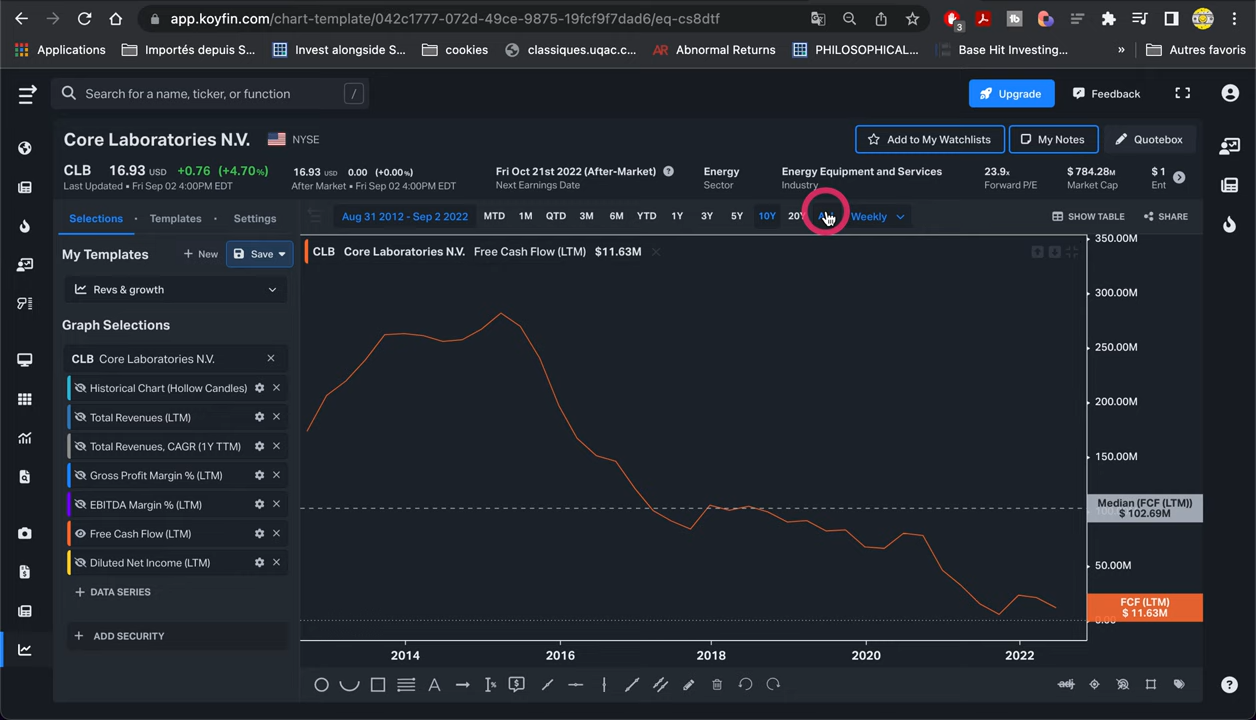 app.koyfin.com/chart-template/042c1777-072d-49ce-9875-19fcf9f7dad6/eq-cs8dtf
3
Applications
Importés depuis S...
Invest alongside S...
cookies
classiques.uqac.c...
AR Abnormal Returns
PHILOSOPHICAL...
Base Hit Investing...
»
Autres favoris
Search for a name, ticker, or function
/
Upgrade
Feedback
Core Laboratories N.V.
NYSE
Add to My Watchlists
My Notes
Quotebox
CLB 16.93 USD +0.76 (+4.70%)
Last Updated • Fri Sep 02 4:00PM EDT
16.93 USD 0.00 (+0.00%)
After Market • Fri Sep 02 4:00PM EDT
Fri Oct 21st 2022 (After-Market)
Next Earnings Date
Energy
Sector
Energy Equipment and Services
Industry
23.9x
Forward P/E
$ 784.28M
Market Cap
$ 1
Ent
Selections
Templates
Settings
Aug 31 2012 - Sep 2 2022
MTD 1M QTD 3M 6M YTD 1Y 3Y 5Y 10Y 20Y
Weekly
SHOW TABLE
SHARE
My Templates
+ New
Save
Revs & growth
Graph Selections
CLB Core Laboratories N.V.
Historical Chart (Hollow Candles)
Total Revenues (LTM)
Total Revenues, CAGR (1Y TTM)
Gross Profit Margin % (LTM)
EBITDA Margin % (LTM)
Free Cash Flow (LTM)
Diluted Net Income (LTM)
+ DATA SERIES
+ ADD SECURITY
CLB Core Laboratories N.V. Free Cash Flow (LTM) $11.63M
350.00M
300.00M
250.00M
200.00M
150.00M
Median (FCF (LTM))
$ 102.69M
50.00M
FCF (LTM)
$ 11.63M
0.00
2014
2016
2018
2020
2022
A
$
adj
?